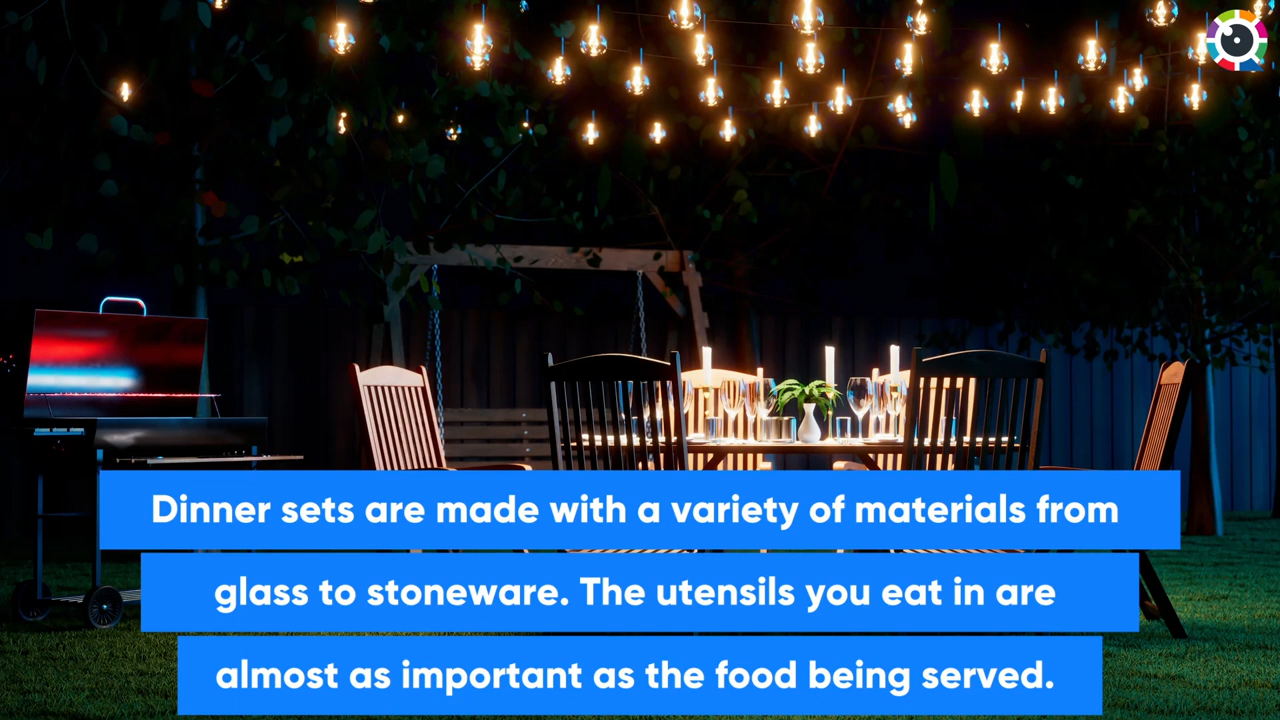 Dinner sets are made with a variety of materials from
glass to stoneware. The utensils you eat in are
almost as important as the food being served.